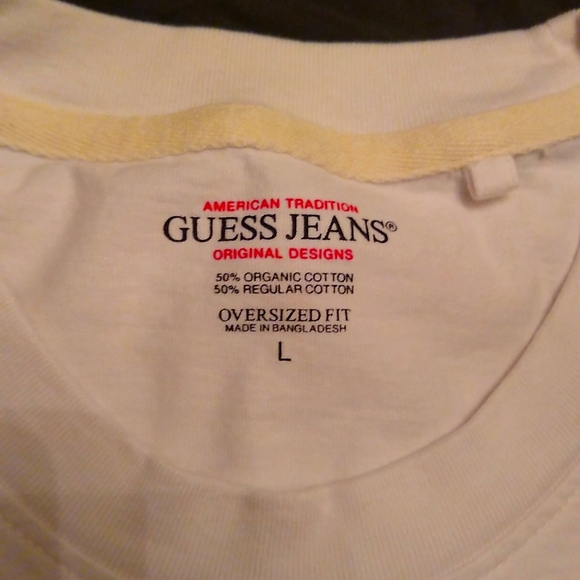 AMERICAN TRADITION
GUESS JEANS®
ORIGINAL DESIGNS
50% ORGANIC COTTON
50% REGULAR COTTON
OVERSIZED FIT
MADE IN BANGLADESH
L